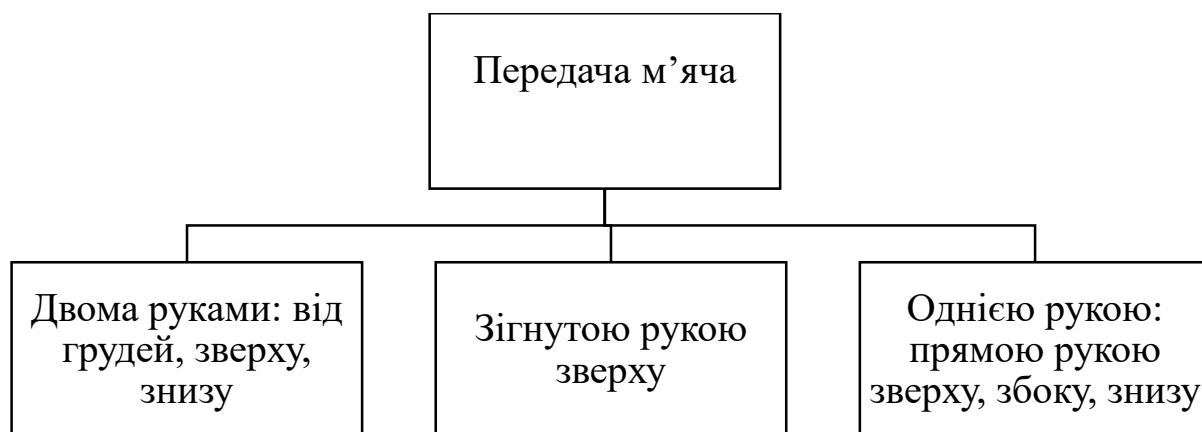 Передача м’яча
Двома руками: від
грудей, зверху,
знизу
Зігнутою рукою
зверху
Однією рукою:
прямою рукою
зверху, збоку, знизу